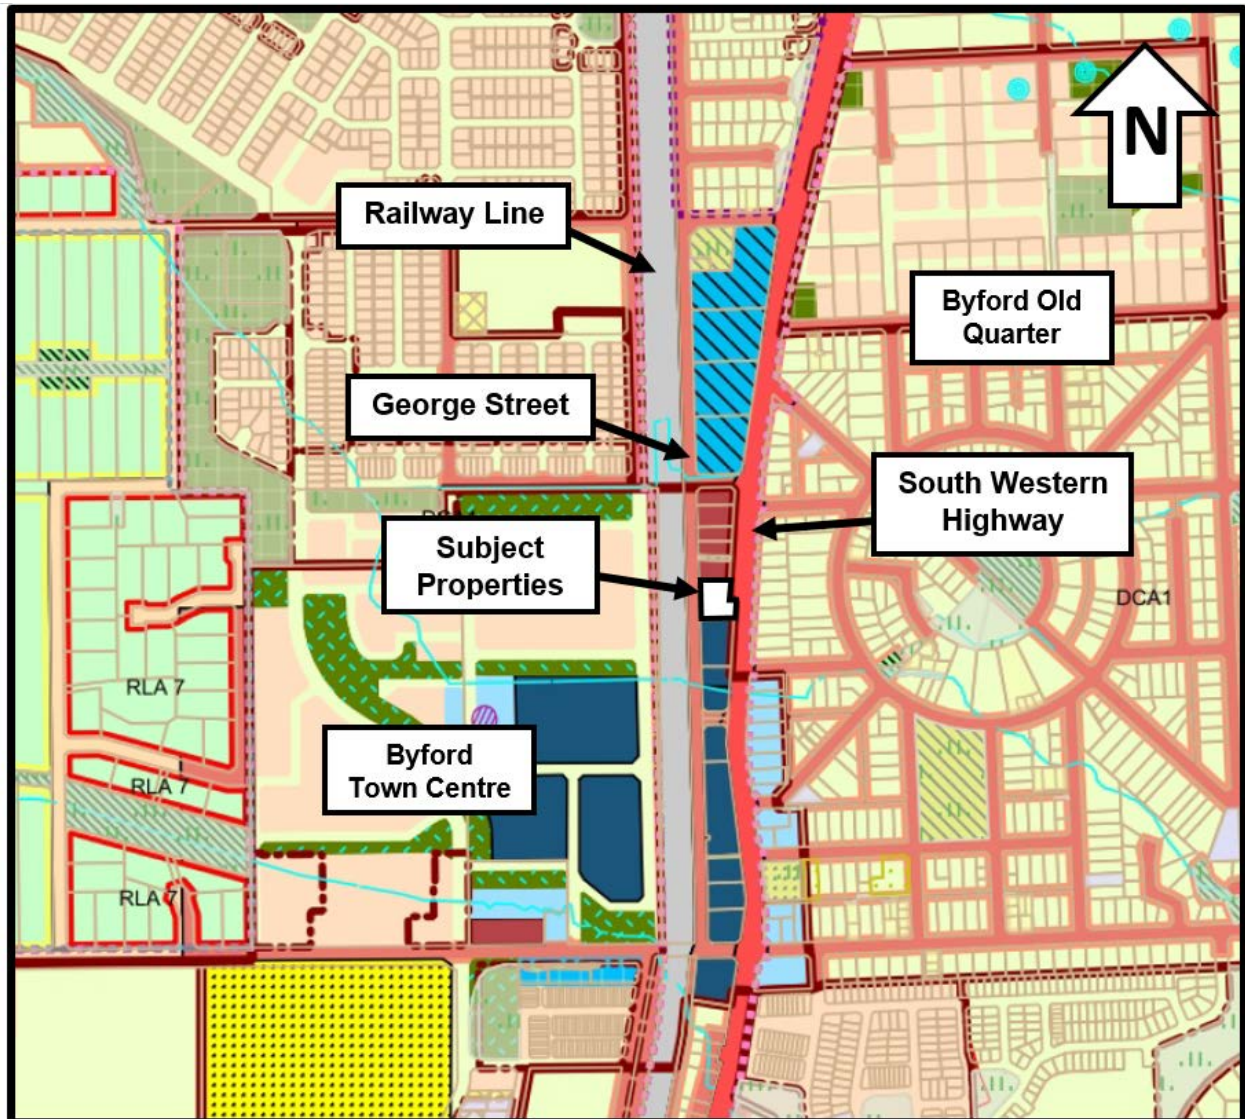 N
Railway Line
Byford Old
Quarter
George Street
South Western
Highway
Subject
Properties
DCA1
RLA 7
Byford
Town Centre
RLA 7
RLA 7